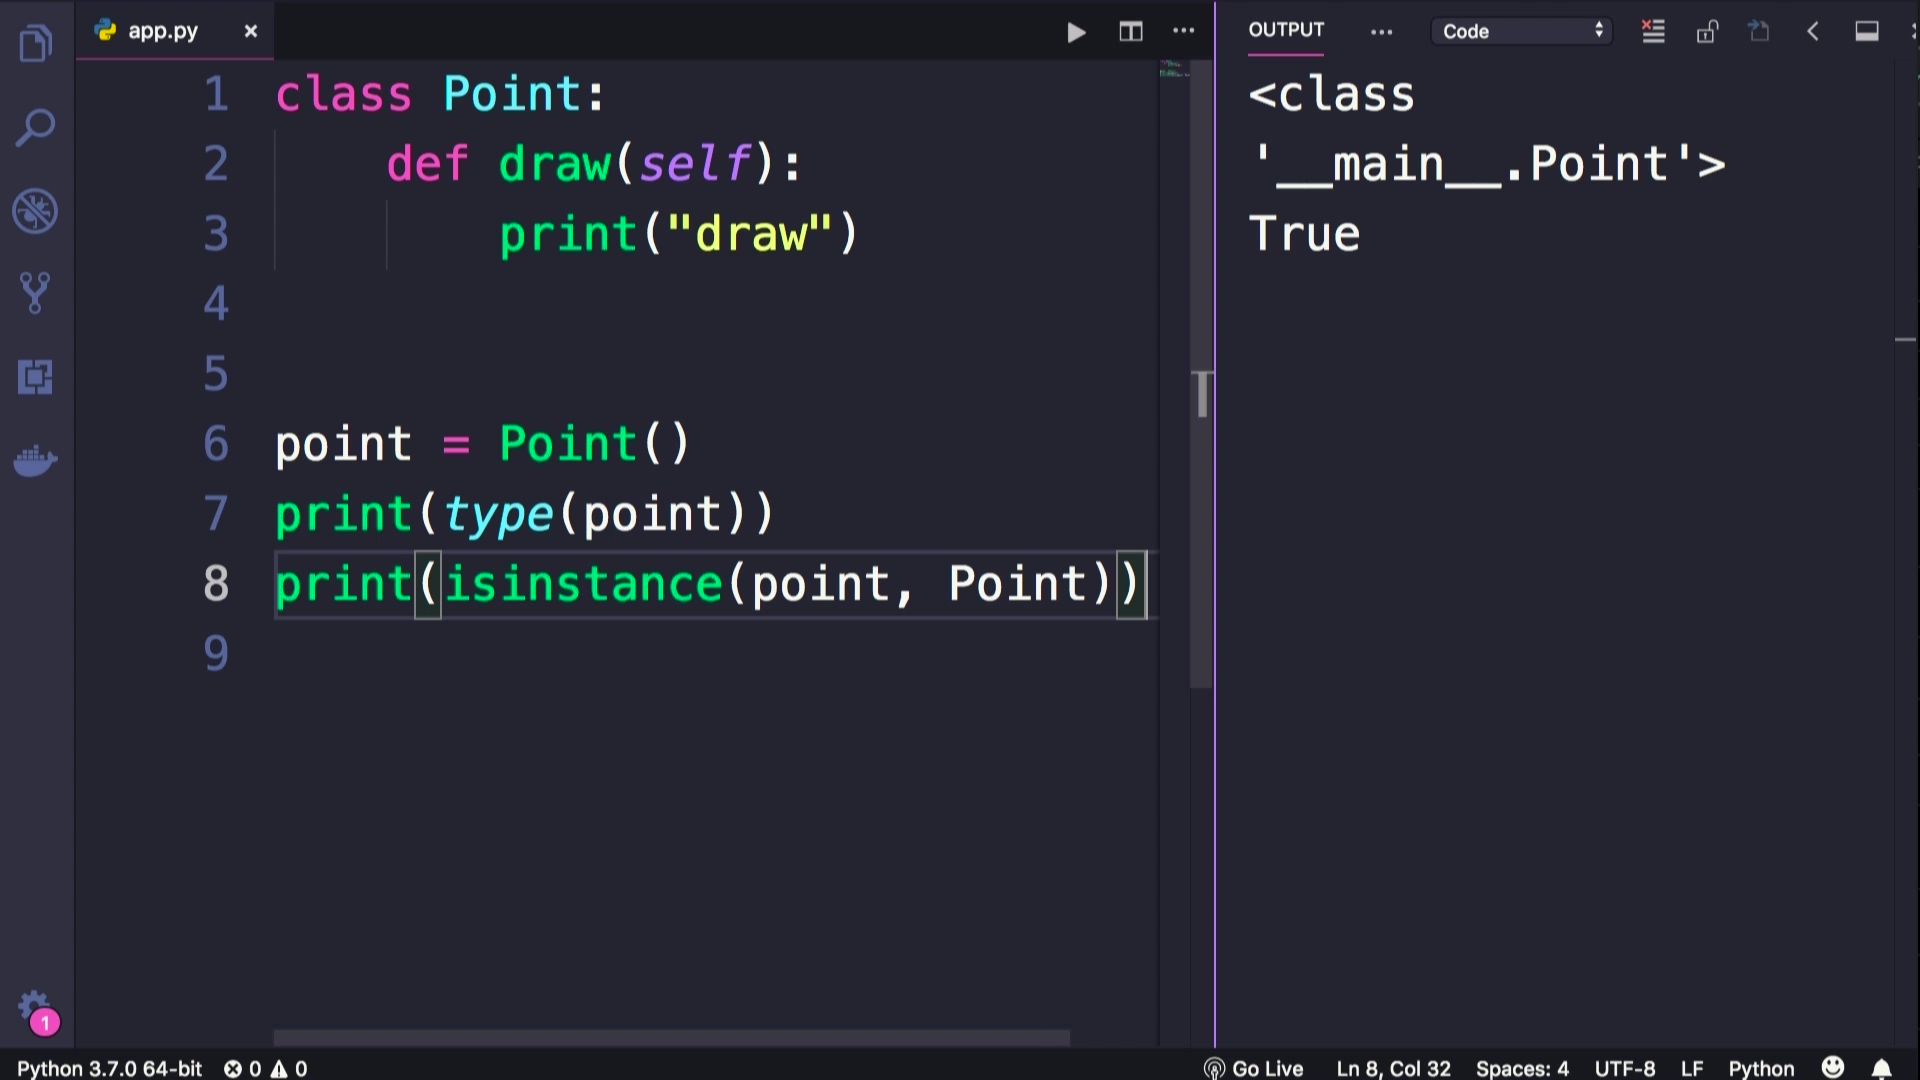 app.py
OUTPUT
Code
1 class Point:
2     def draw(self):
3         print("draw")
4
5
6 point = Point()
7 print(type(point))
8 print(isinstance(point, Point))
9
<class
'__main__.Point'>
True
1
Python 3.7.0 64-bit 0 0 Go Live Ln 8, Col 32 Spaces: 4 UTF-8 LF Python